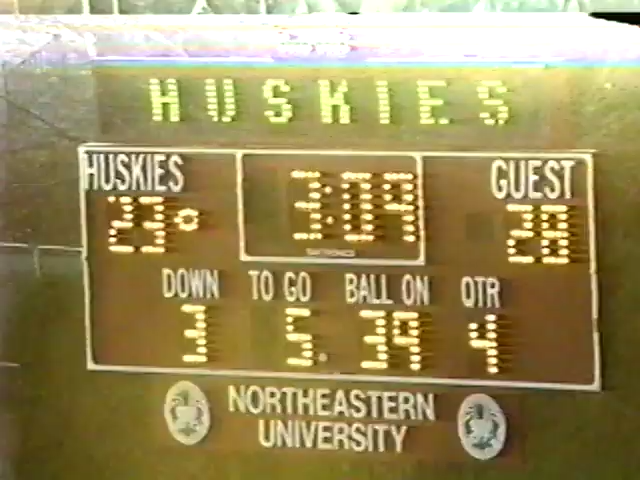 HUSKIES
HUSKIES 3:09 GUEST
23 28
DOWN TO GO BALL ON QTR
3 5 39 4
NORTHEASTERN
UNIVERSITY